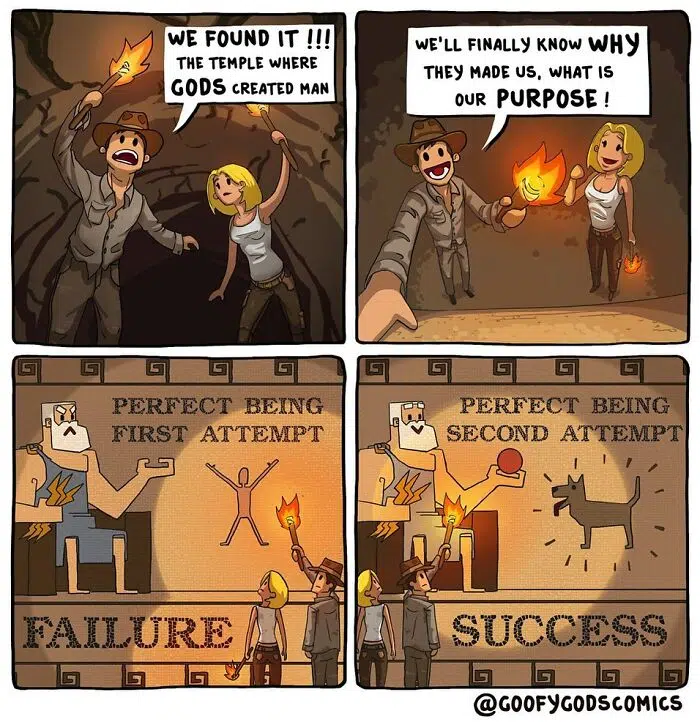 WE FOUND IT !!!
THE TEMPLE WHERE
GODS CREATED MAN
WE'LL FINALLY KNOW WHY
THEY MADE US, WHAT IS
OUR PURPOSE !
PERFECT BEING
FIRST ATTEMPT
FAILURE
PERFECT BEING
SECOND ATTEMPT
SUCCESS
@GOOFYGODSCOMICS